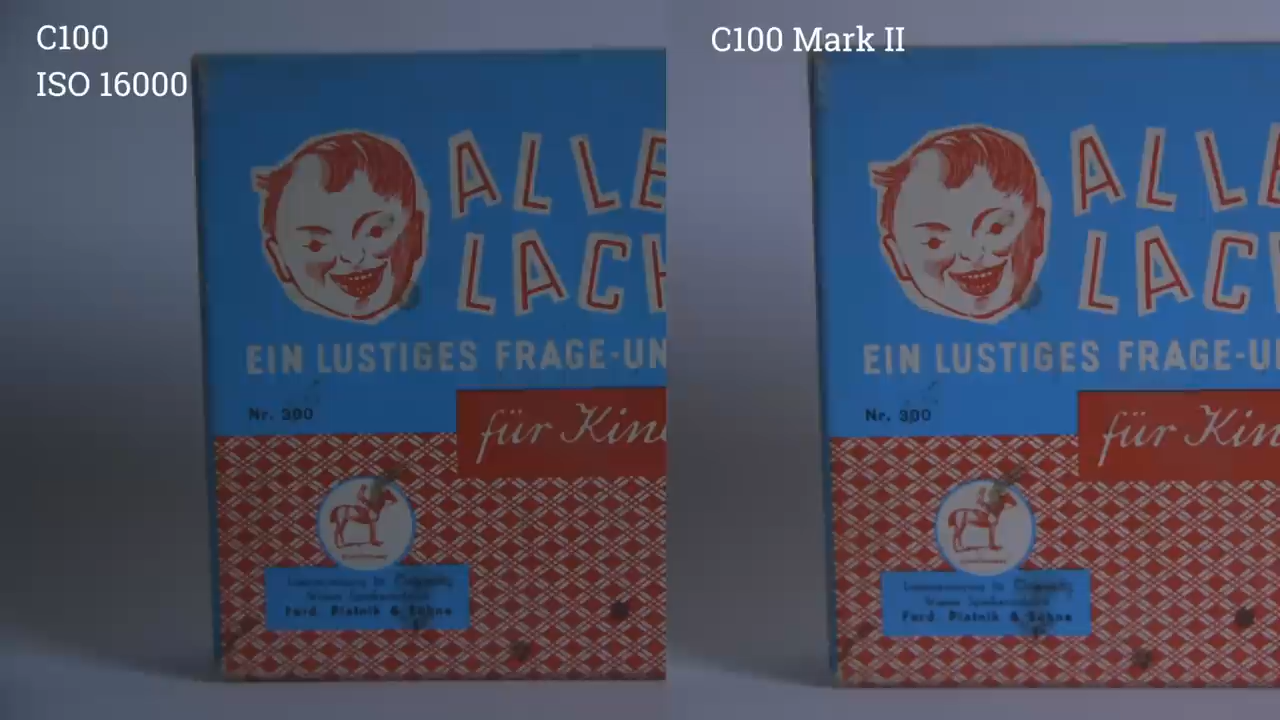 C100
ISO 16000
ALLE
LACH
EIN LUSTIGES FRAGE-UN
Nr. 300
für Kin
Ferd. Piatnik & Söhne
C100 Mark II
ALLE
LAC
EIN LUSTIGES FRAGE-U
Nr. 300
für Kin
Ferd. Piatnik & Söhne